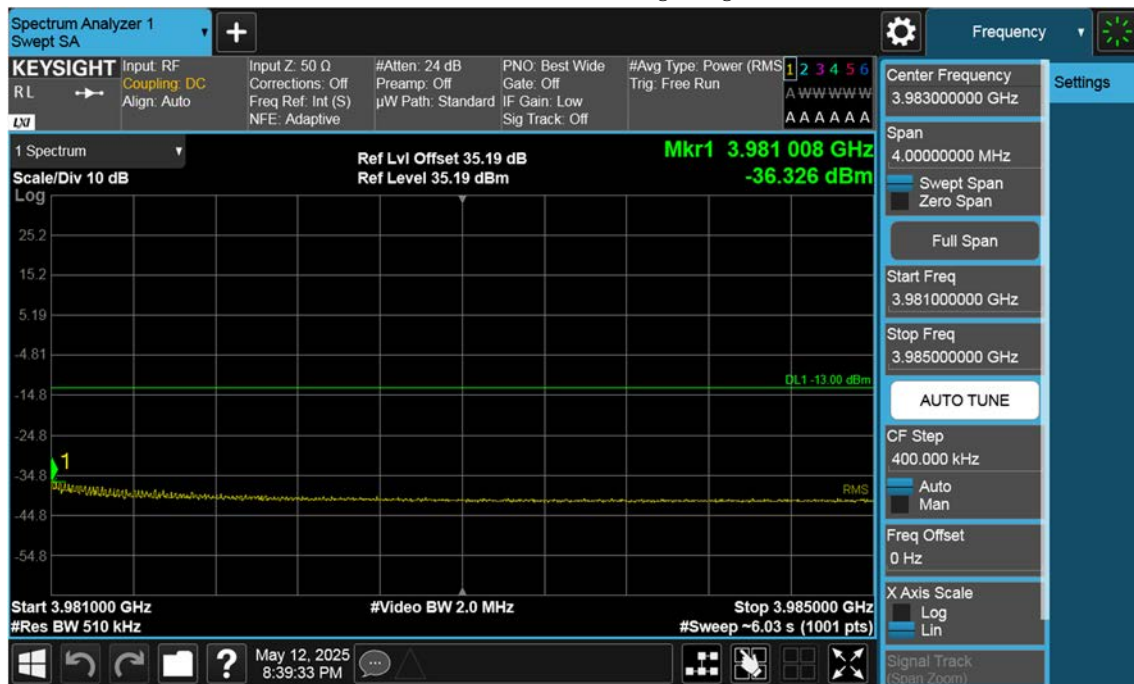 Spectrum Analyzer 1
Swept SA
+
Frequency
KEYSIGHT
RL
LXI
Input: RF
Coupling: DC
Align: Auto
Input Z: 50 Ω
Corrections: Off
Freq Ref: Int (S)
NFE: Adaptive
#Atten: 24 dB
Preamp: Off
µW Path: Standard
PNO: Best Wide
Gate: Off
IF Gain: Low
Sig Track: Off
#Avg Type: Power (RMS
Trig: Free Run
1 2 3 4 5 6
A W W W W W
A A A A A A
1 Spectrum
Scale/Div 10 dB
Log
Ref Lvl Offset 35.19 dB
Ref Level 35.19 dBm
Mkr1 3.981 008 GHz
-36.326 dBm
25.2
15.2
5.19
-4.81
-14.8
-24.8
-34.8
-44.8
-54.8
DL1 -13.00 dBm
1
RMS
Start 3.981000 GHz
#Res BW 510 kHz
#Video BW 2.0 MHz
Stop 3.985000 GHz
#Sweep ~6.03 s (1001 pts)
Center Frequency
3.983000000 GHz
Span
4.00000000 MHz
Swept Span
Zero Span
Full Span
Start Freq
3.981000000 GHz
Stop Freq
3.985000000 GHz
AUTO TUNE
CF Step
400.000 kHz
Auto
Man
Freq Offset
0 Hz
X Axis Scale
Log
Lin
Signal Track
(Span Zoom)
Settings
?
May 12, 2025
8:39:33 PM